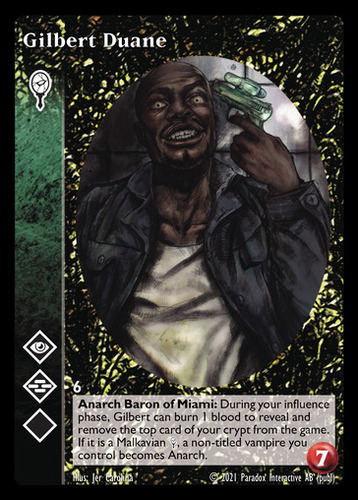 Gilbert Duane
6
Anarch Baron of Miami: During your influence
phase, Gilbert can burn 1 blood to reveal and
remove the top card of your crypt from the game.
If it is a Malkavian, a non-titled vampire you
control becomes Anarch.
7
Illus: Jer Carolina
© 2021 Paradox Interactive AB (publ)